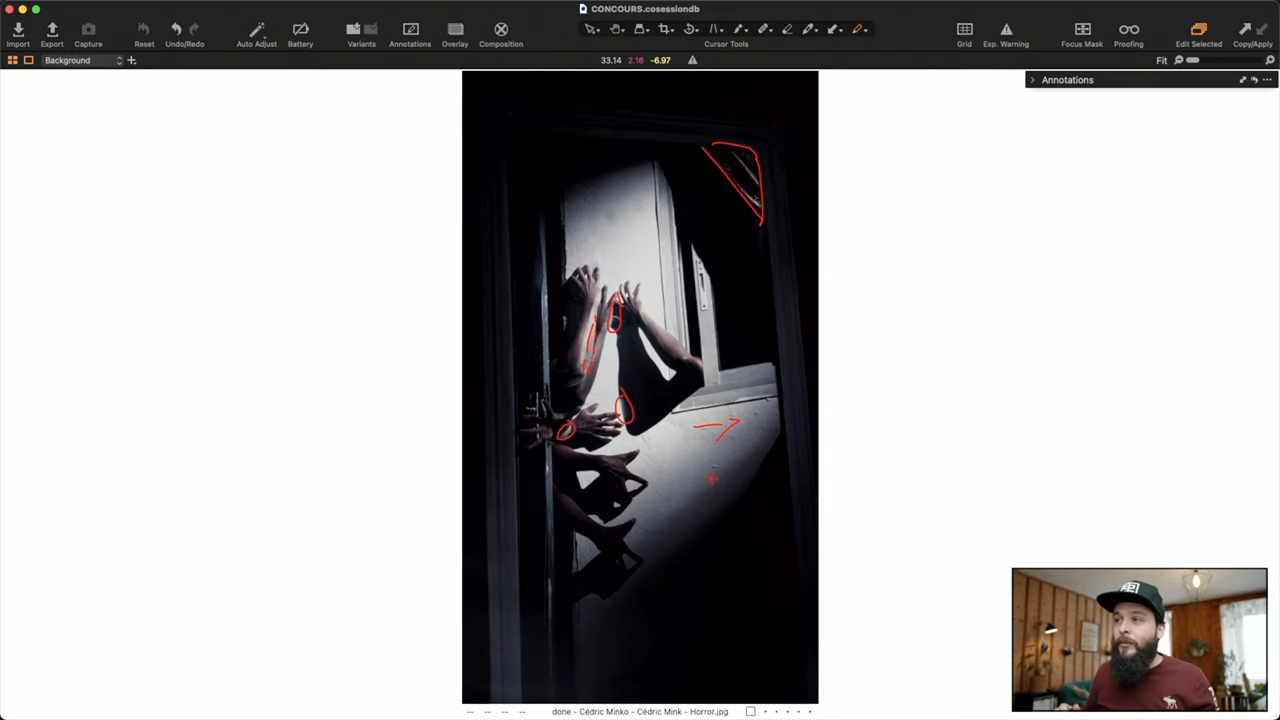 CONCOURS.cosessiondb
Import Export Capture Reset Undo/Redo Auto Adjust Battery Variants Annotations Overlay Composition Cursor Tools Grid Exp. Warning Focus Mask Proofing Edit Selected Copy/Apply
Background 33.14 2.16 -6.97 Fit
Annotations
-- -- -- -- done - Cédric Minko - Cédric Mink - Horror.jpg